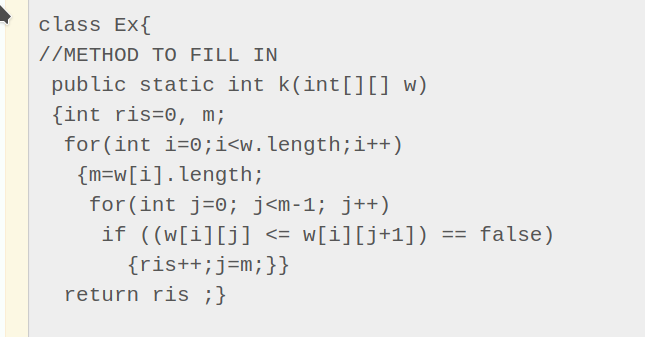 class Ex{
//METHOD TO FILL IN
public static int k(int[][] w)
{int ris=0, m;
for(int i=0;i<w.length;i++)
{m=w[i].length;
for(int j=0; j<m-1; j++)
if ((w[i][j] <= w[i][j+1]) == false)
{ris++;j=m;}}
return ris ;}